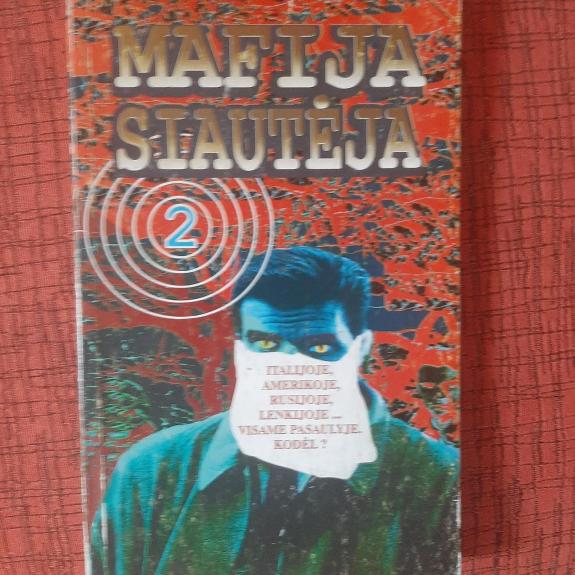 MAFIJA
SIAUTĖJA
2
ITALIJOJE,
AMERIKOJE,
RUSIJOJE,
LENKIJOJE ...
VISAME PASAULYJE.
KODĖL ?